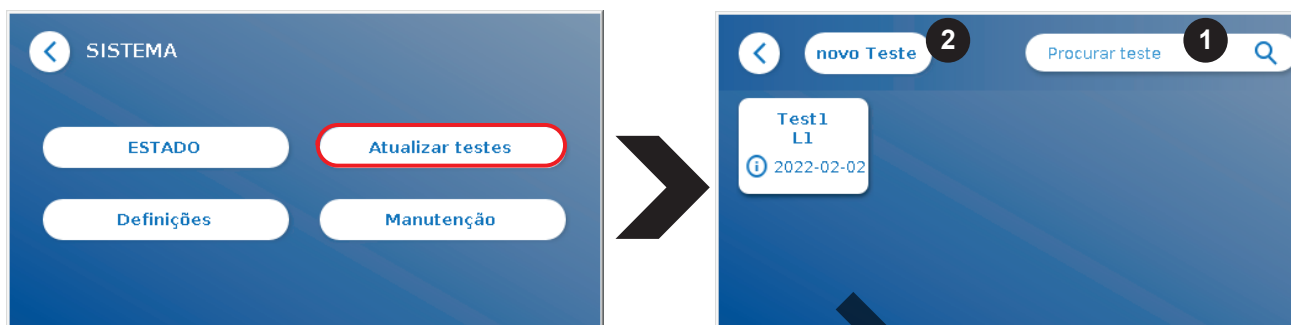 SISTEMA
ESTADO
Atualizar testes
Definições
Manutenção
novo Teste
2
Procurar teste
1
Test1
L1
2022-02-02